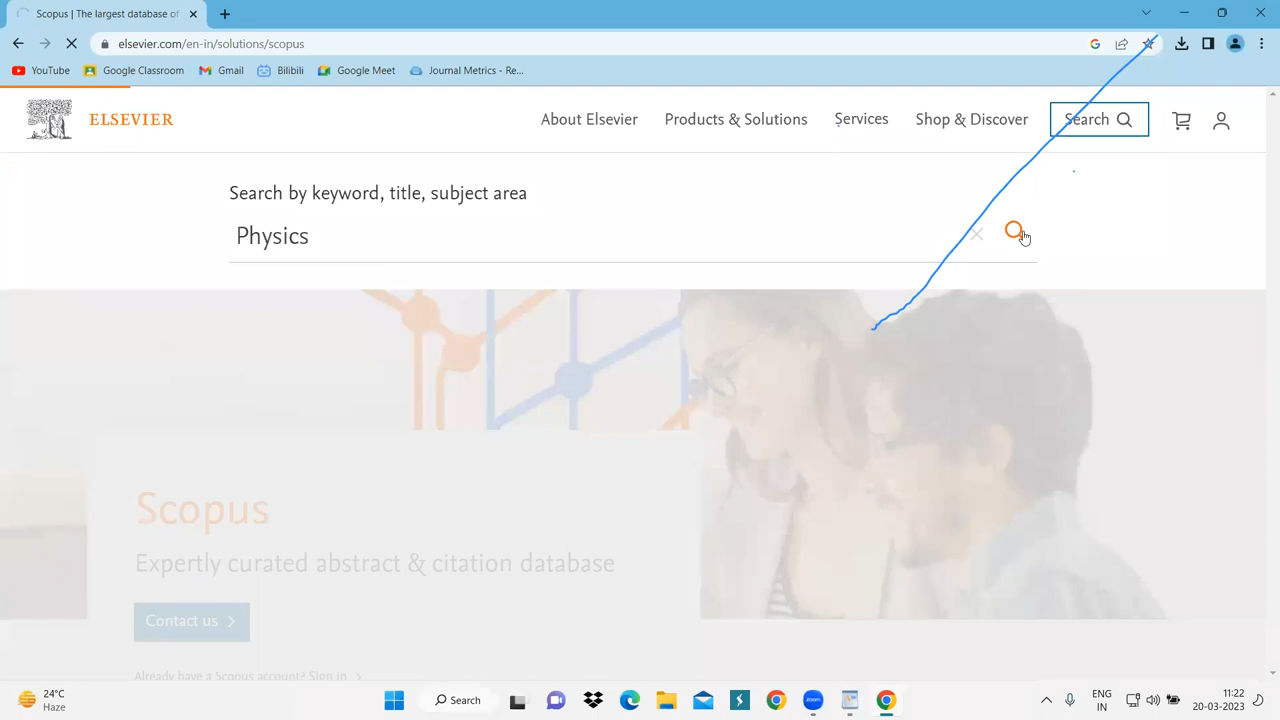 Scopus | The largest database of
elsevier.com/en-in/solutions/scopus
YouTube Google Classroom Gmail Bilibili Google Meet Journal Metrics - Re...
ELSEVIER About Elsevier Products & Solutions Services Shop & Discover Search
Search by keyword, title, subject area
Physics
Scopus
Expertly curated abstract & citation database
Contact us
Already have a Scopus account? Sign in
24°C
Haze
Search
ENG
IN
11:22
20-03-2023